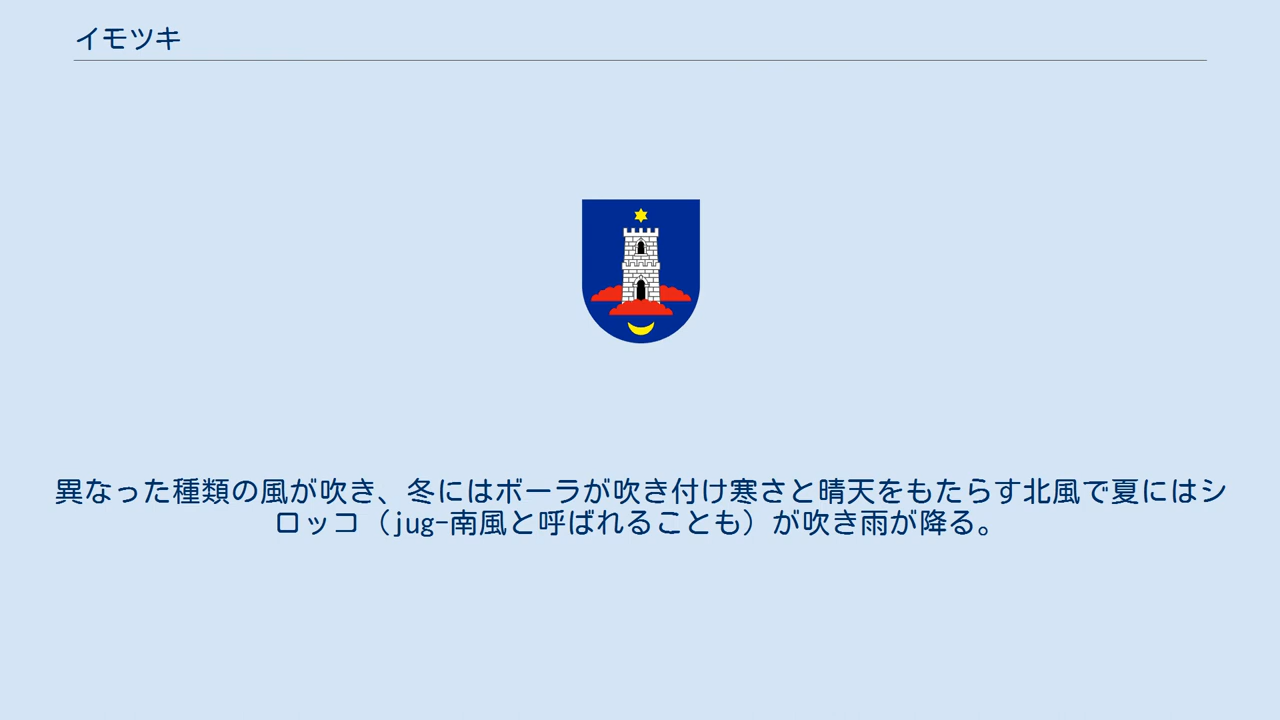 イモツキ
異なった種類の風が吹き、冬にはボーラが吹き付け寒さと晴天をもたらす北風で夏にはシ
ロッコ（jug-南風と呼ばれることも）が吹き雨が降る。